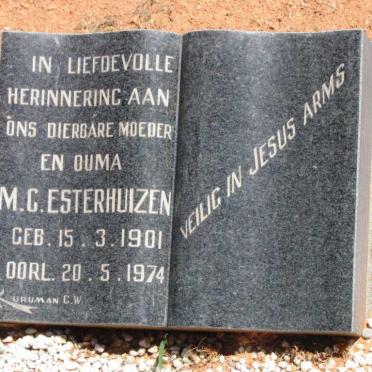 IN LIEFDEVOLLE
HERINNERING AAN
ONS DIERBARE MOEDER
EN OUMA
M.C. ESTERHUIZEN
GEB. 15. 3. 1901
OORL. 20. 5. 1974
KURUMAN G.W.
VEILIG IN JESUS ARMS